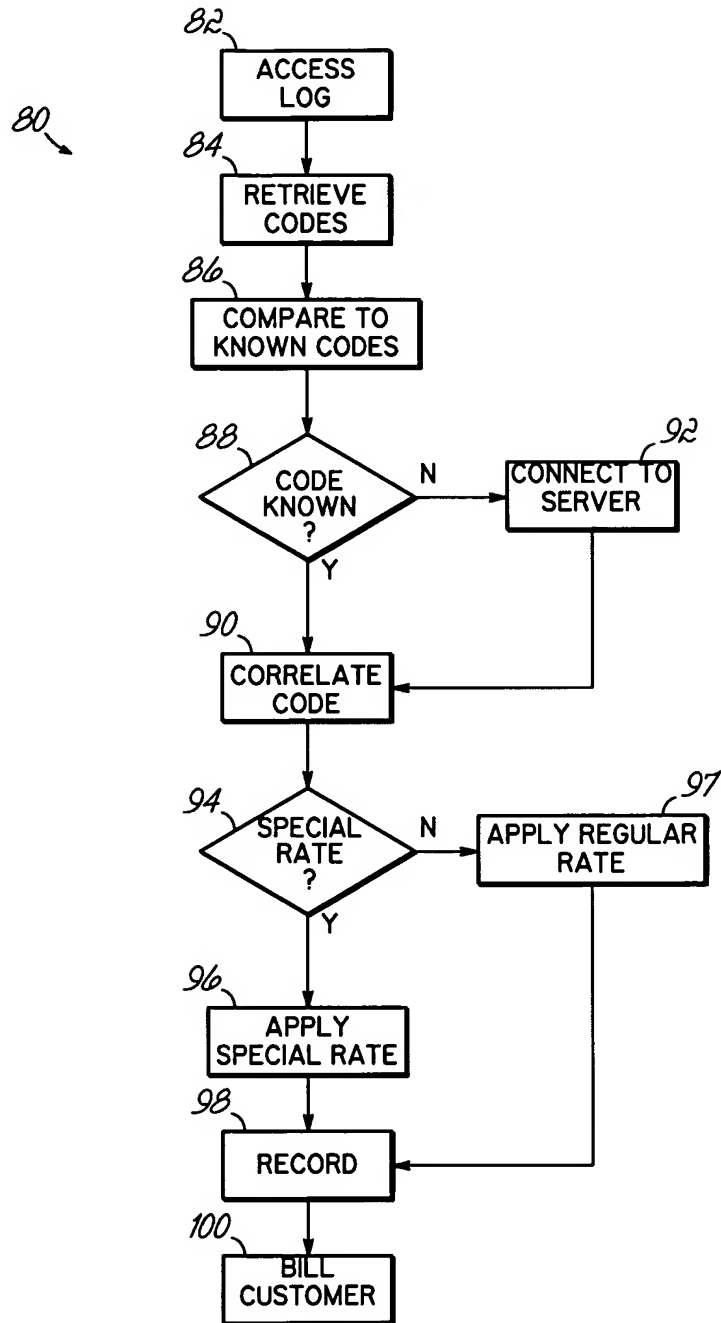 82
ACCESS
LOG
80
84
RETRIEVE
CODES
86
COMPARE TO
KNOWN CODES
88
CODE
KNOWN
?
N
Y
92
CONNECT TO
SERVER
90
CORRELATE
CODE
94
SPECIAL
RATE
?
N
Y
97
APPLY REGULAR
RATE
96
APPLY
SPECIAL RATE
98
RECORD
100
BILL
CUSTOMER